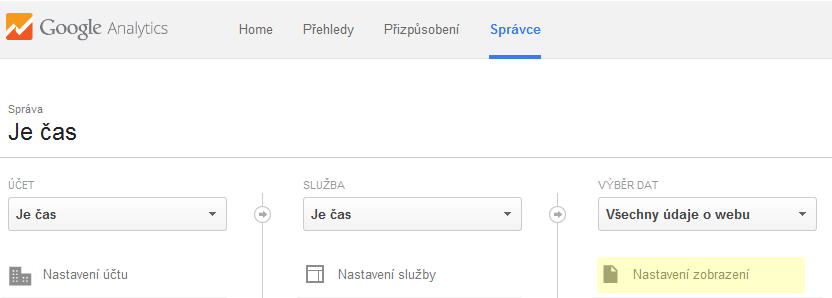 Google Analytics
Home Přehledy Přizpůsobení Správce
Správa
Je čas
ÚČET SLUŽBA VÝBĚR DAT
Je čas Je čas Všechny údaje o webu
Nastavení účtu Nastavení služby Nastavení zobrazení